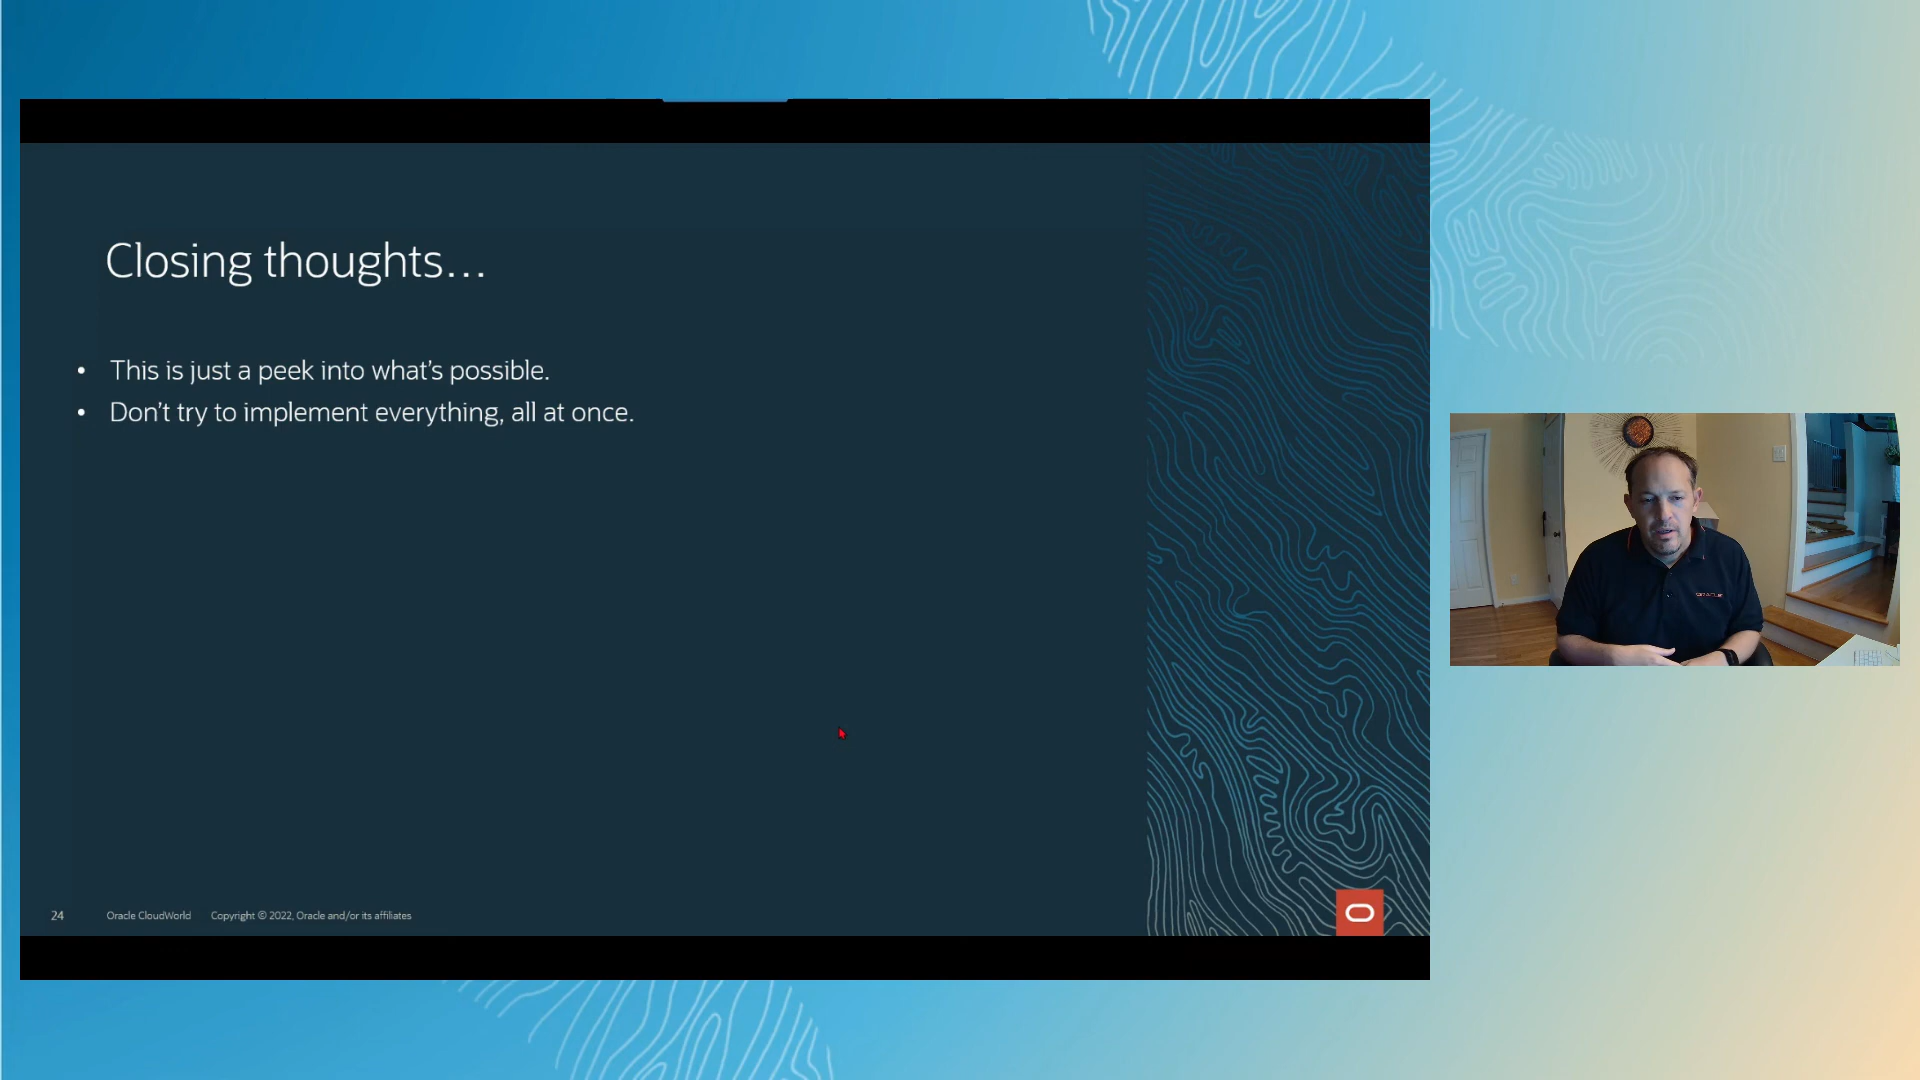 Closing thoughts...
• This is just a peek into what's possible.
• Don't try to implement everything, all at once.
24 Oracle CloudWorld Copyright © 2022, Oracle and/or its affiliates
ORACLE